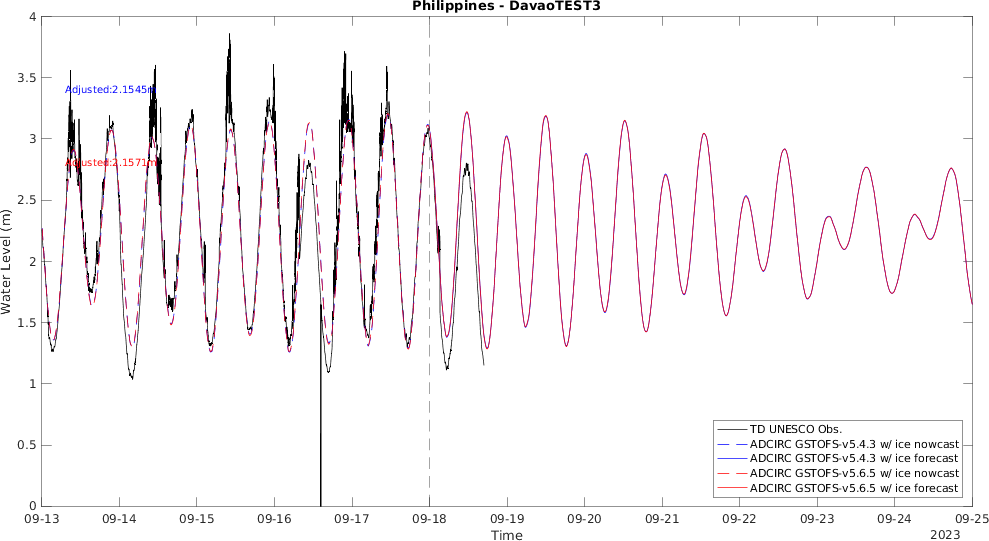 Philippines - DavaoTEST3
4
3.5
3
2.5
2
1.5
1
0.5
0
Water Level (m)
Adjusted:2.1545m
Adjusted:2.1571m
TD UNESCO Obs.
ADCIRC GSTOFS-v5.4.3 w/ ice nowcast
ADCIRC GSTOFS-v5.4.3 w/ ice forecast
ADCIRC GSTOFS-v5.6.5 w/ ice nowcast
ADCIRC GSTOFS-v5.6.5 w/ ice forecast
09-13 09-14 09-15 09-16 09-17 09-18 09-19 09-20 09-21 09-22 09-23 09-24 09-25
Time
2023